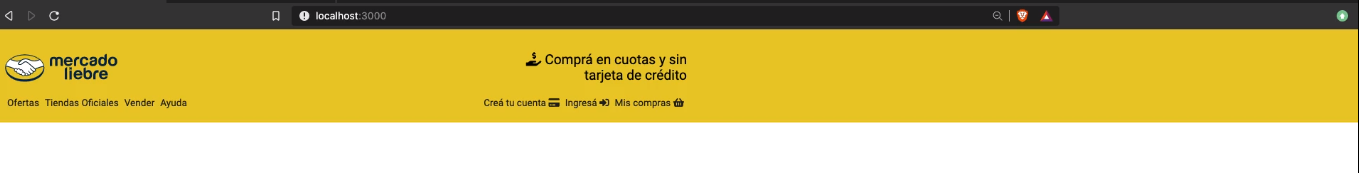 localhost:3000
mercado
liebre
Comprá en cuotas y sin
tarjeta de crédito
Ofertas Tiendas Oficiales Vender Ayuda
Creá tu cuenta Ingresá Mis compras